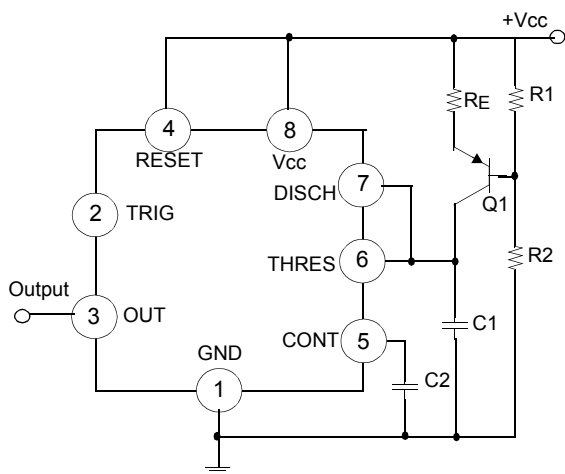 +Vcc
RE
R1
4
RESET
8
Vcc
7
DISCH
Q1
2
TRIG
6
THRES
R2
Output
3
OUT
5
CONT
C1
GND
1
C2